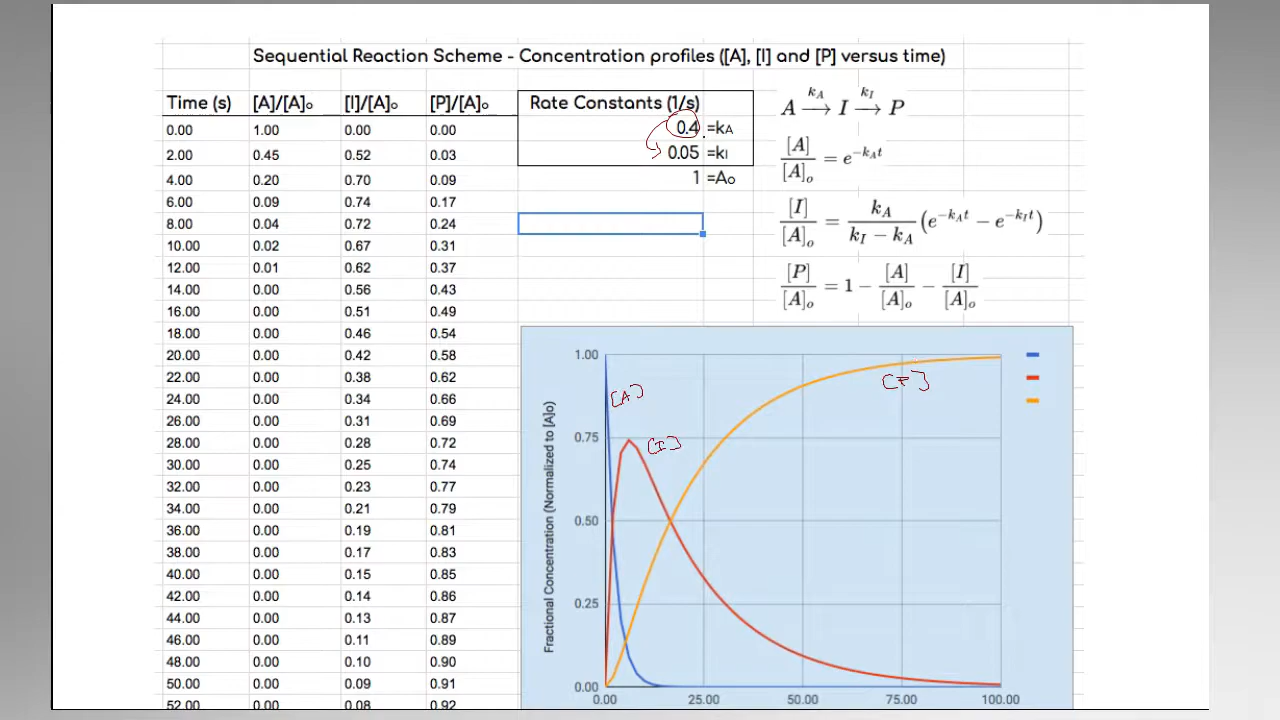 Sequential Reaction Scheme - Concentration profiles ([A], [I] and [P] versus time)
Time (s) [A]/[A]o [I]/[A]o [P]/[A]o
0.00 1.00 0.00 0.00
2.00 0.45 0.52 0.03
4.00 0.20 0.70 0.09
6.00 0.09 0.74 0.17
8.00 0.04 0.72 0.24
10.00 0.02 0.67 0.31
12.00 0.01 0.62 0.37
14.00 0.00 0.56 0.43
16.00 0.00 0.51 0.49
18.00 0.00 0.46 0.54
20.00 0.00 0.42 0.58
22.00 0.00 0.38 0.62
24.00 0.00 0.34 0.66
26.00 0.00 0.31 0.69
28.00 0.00 0.28 0.72
30.00 0.00 0.25 0.74
32.00 0.00 0.23 0.77
34.00 0.00 0.21 0.79
36.00 0.00 0.19 0.81
38.00 0.00 0.17 0.83
40.00 0.00 0.15 0.85
42.00 0.00 0.14 0.86
44.00 0.00 0.13 0.87
46.00 0.00 0.11 0.89
48.00 0.00 0.10 0.90
50.00 0.00 0.09 0.91
52.00 0.00 0.08 0.92
Rate Constants (1/s)
0.4 =kA
0.05 =kI
1 =Ao
A →(kA) I →(kI) P
[A]/[A]o = e^(-kAt)
[I]/[A]o = kA/(kI − kA) (e^(-kAt) − e^(-kIt))
[P]/[A]o = 1 − [A]/[A]o − [I]/[A]o
Fractional Concentration (Normalized to [A]o)
1.00
0.75
0.50
0.25
0.00
[A]
[I]
[P]
0.00 25.00 50.00 75.00 100.00